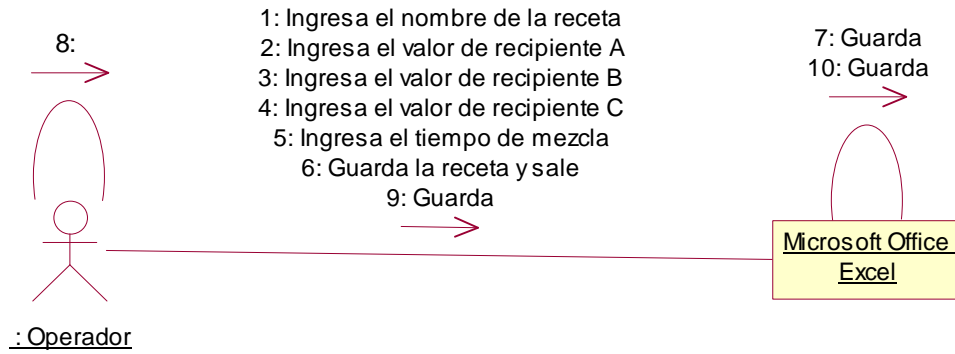 8:
1: Ingresa el nombre de la receta
2: Ingresa el valor de recipiente A
3: Ingresa el valor de recipiente B
4: Ingresa el valor de recipiente C
5: Ingresa el tiempo de mezcla
6: Guarda la receta y sale
9: Guarda
7: Guarda
10: Guarda
Microsoft Office
Excel
: Operador